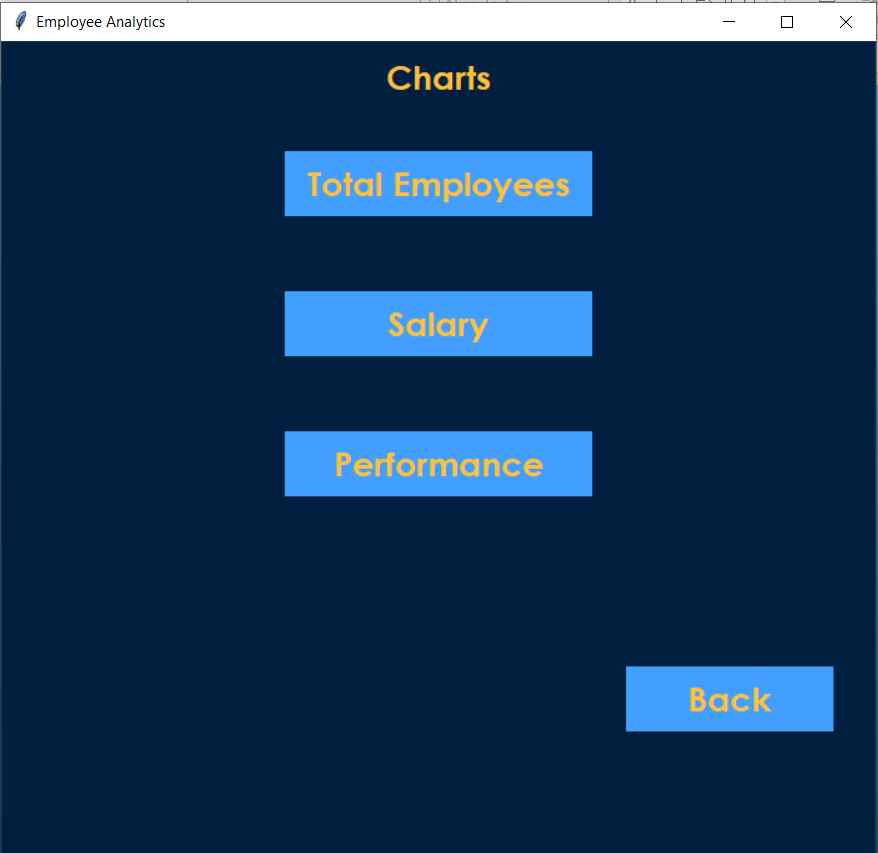 Employee Analytics
Charts
Total Employees
Salary
Performance
Back